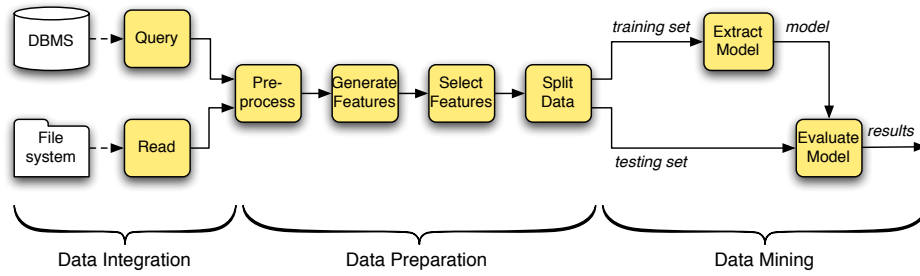 DBMS
Query
File
system
Read
Pre-
process
Generate
Features
Select
Features
Split
Data
training set
testing set
Extract
Model
model
Evaluate
Model
results
Data Integration
Data Preparation
Data Mining